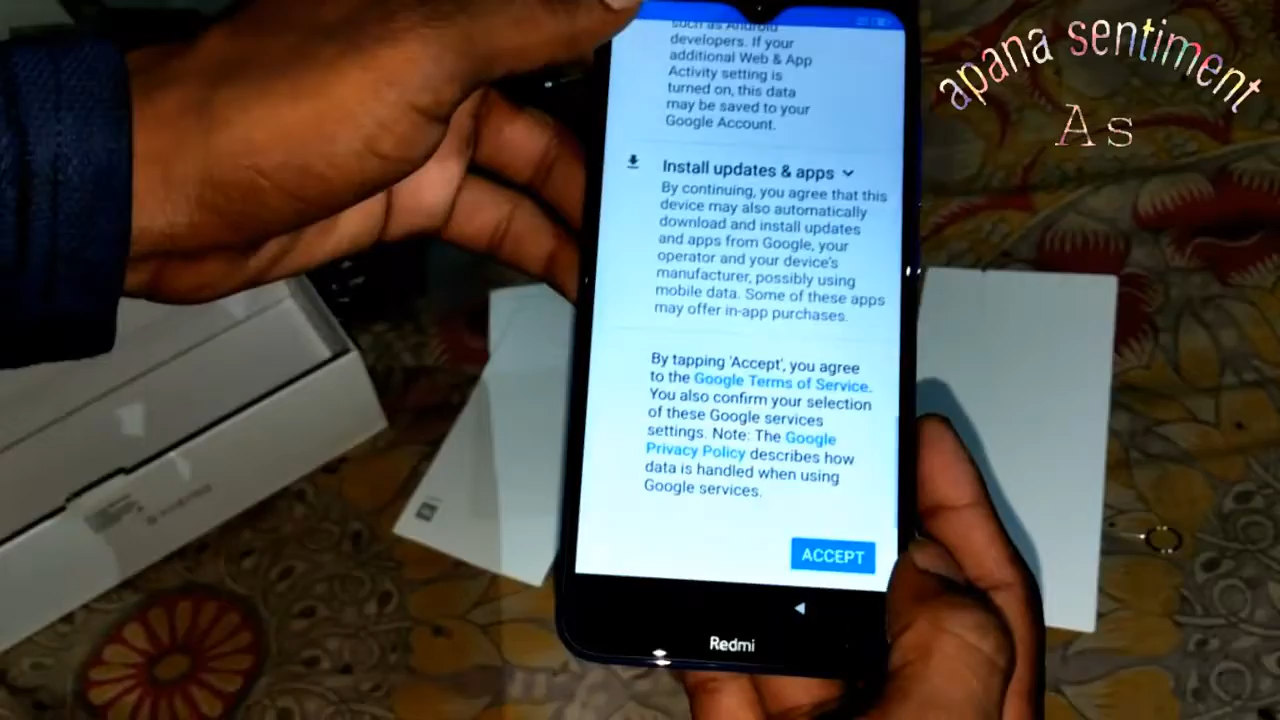 such as Android
developers. If your
additional Web & App
Activity setting is
turned on, this data
may be saved to your
Google Account.
Install updates & apps
By continuing, you agree that this
device may also automatically
download and install updates
and apps from Google, your
operator and your device's
manufacturer, possibly using
mobile data. Some of these apps
may offer in-app purchases.
By tapping 'Accept', you agree
to the Google Terms of Service.
You also confirm your selection
of these Google services
settings. Note: The Google
Privacy Policy describes how
data is handled when using
Google services.
ACCEPT
Redmi
apana sentiment
As